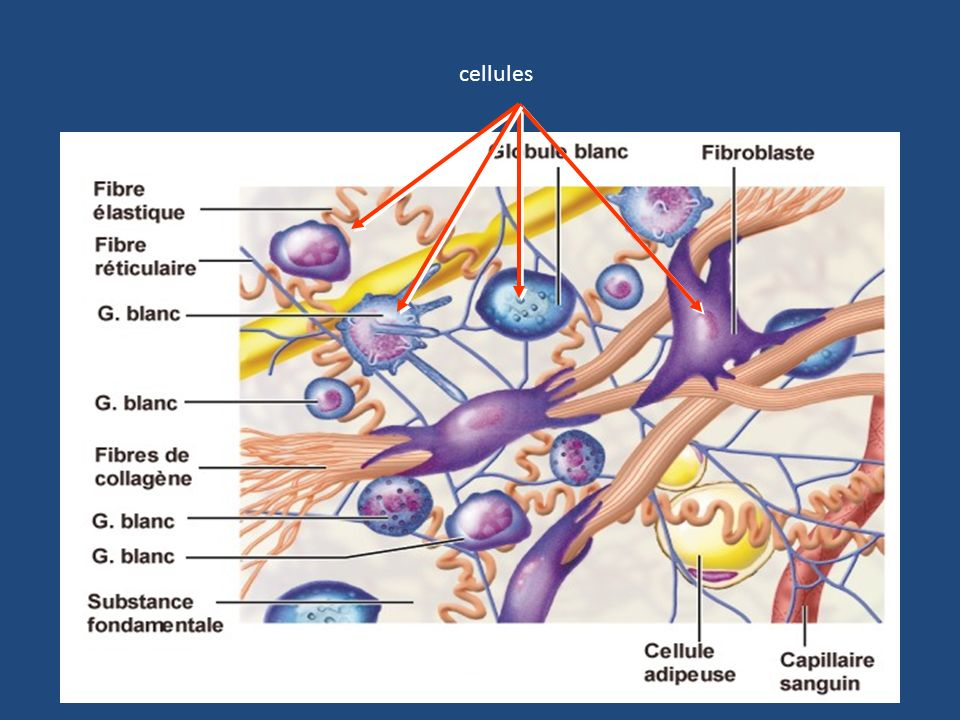 cellules
Globule blanc
Fibroblaste
Fibre
élastique
Fibre
réticulaire
G. blanc
G. blanc
Fibres de
collagène
G. blanc
G. blanc
Substance
fondamentale
Cellule
adipeuse
Capillaire
sanguin